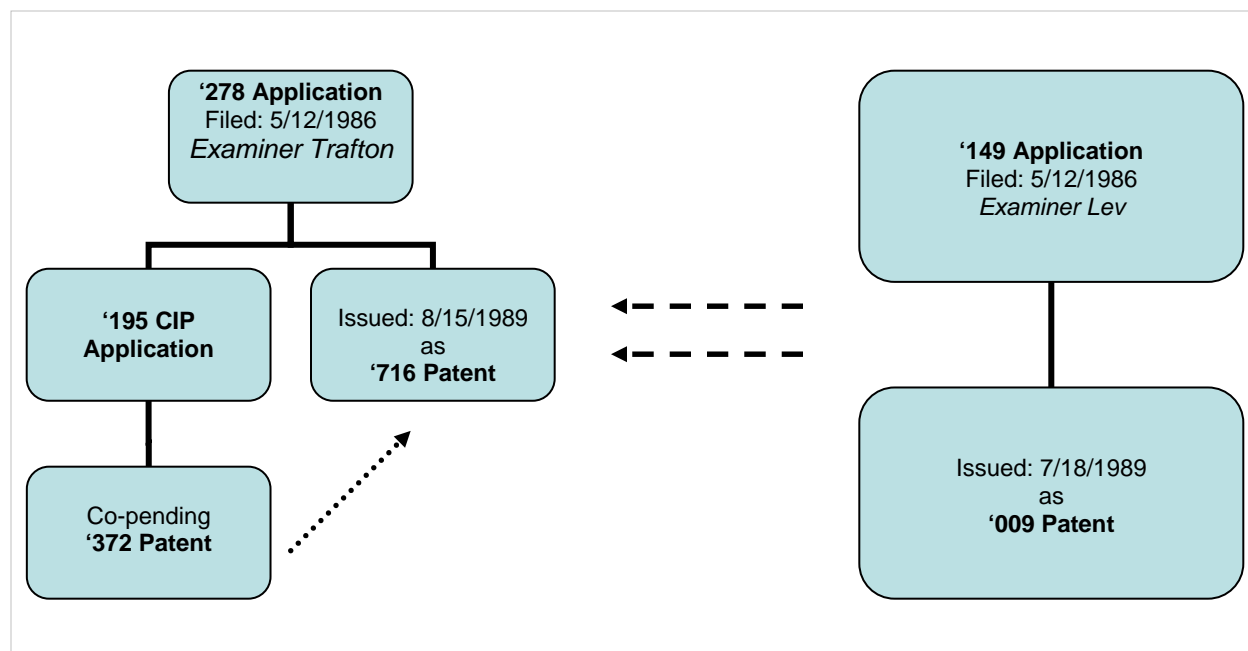 ‘278 Application
Filed: 5/12/1986
Examiner Trafton
‘149 Application
Filed: 5/12/1986
Examiner Lev
‘195 CIP
Application
Issued: 8/15/1989
as
‘716 Patent
Co-pending
‘372 Patent
Issued: 7/18/1989
as
‘009 Patent